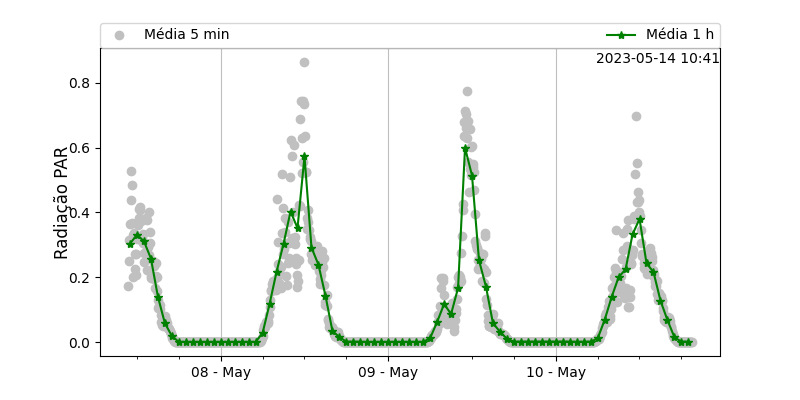 Média 5 min
Média 1 h
2023-05-14 10:41
Radiação PAR
0.8
0.6
0.4
0.2
0.0
08 - May
09 - May
10 - May